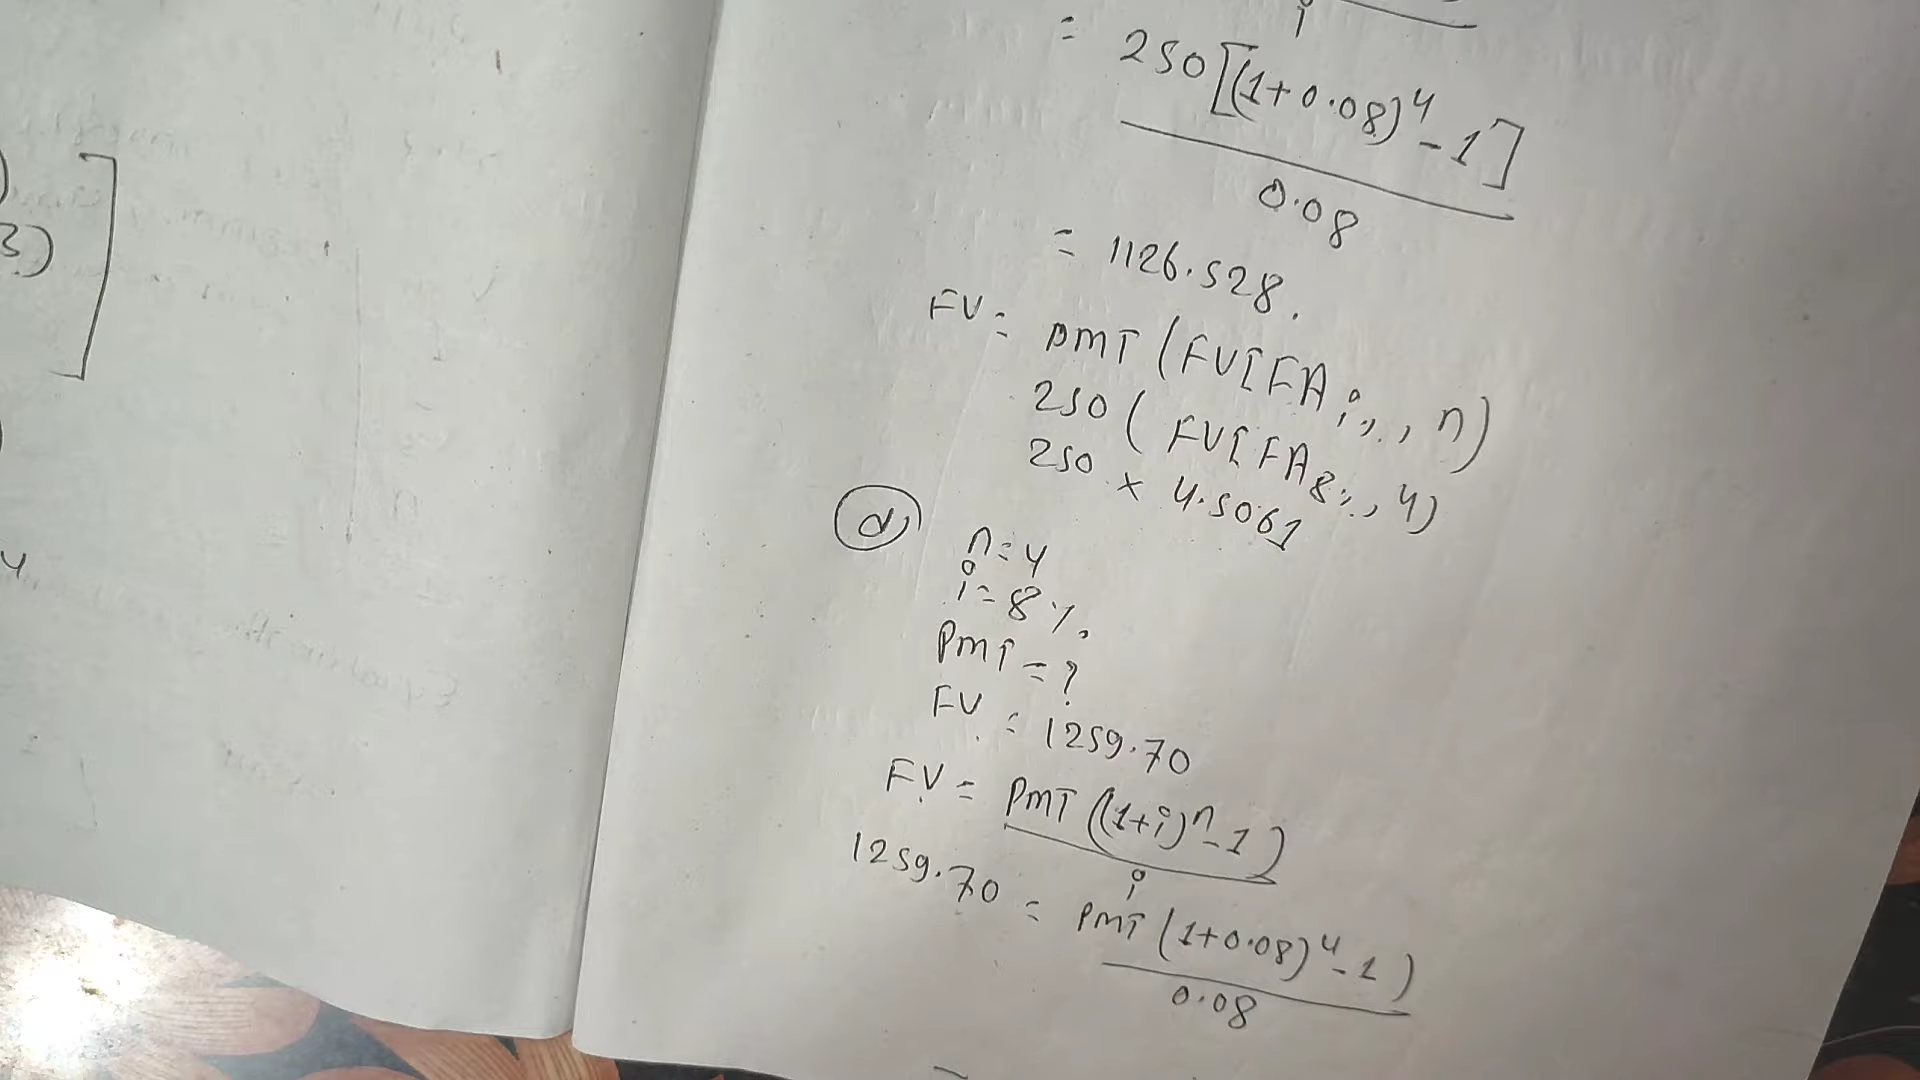 3)
4
i
= 250[(1+0.08)^4 - 1]
0.08
= 1126.528.
FV = PMT (FVIFA i%, n)
250 ( FVIFA 8%, 4)
250 × 4.5061
d)
n = 4
i = 8%.
PMT = ?
FV = 1259.70
FV = PMT ((1+i)^n - 1)
i
1259.70 = PMT (1+0.08)^4 - 1)
0.08